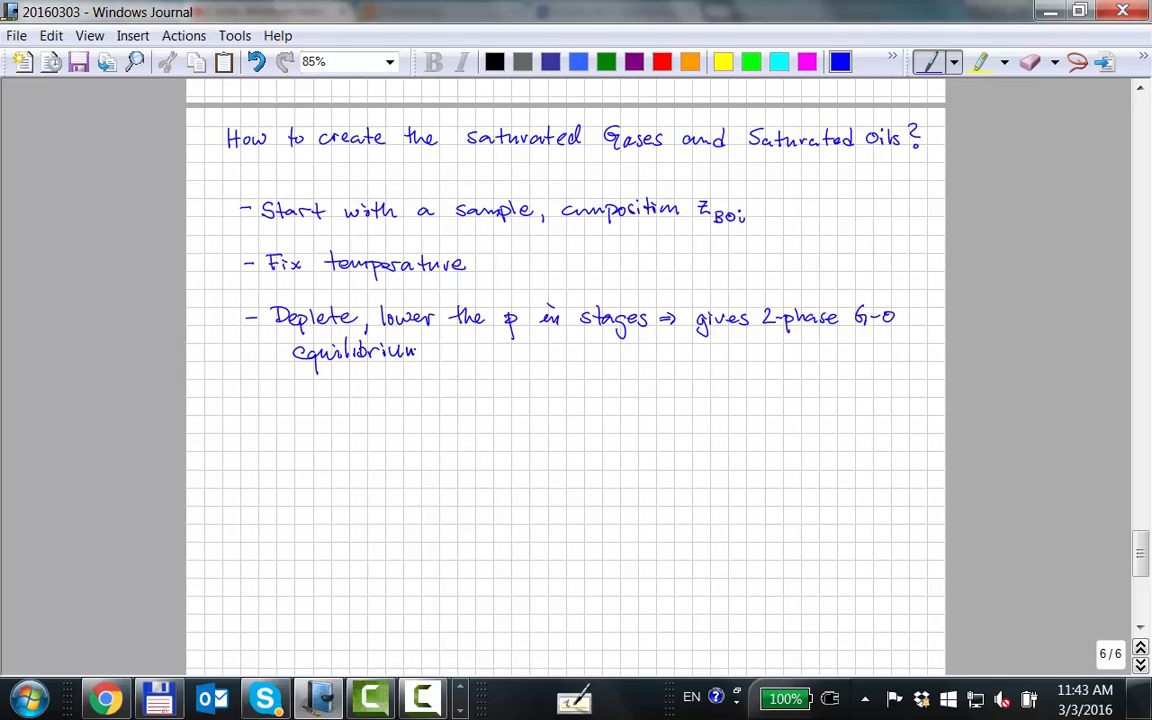 20160303 - Windows Journal
File Edit View Insert Actions Tools Help
85%
How to create the saturated Gases and Saturated Oils?
- Start with a sample, composition z_BOi
- Fix temperature
- Deplete, lower the p in stages ⇒ gives 2-phase G-O
equilibrium
6 / 6
EN
100%
11:43 AM
3/3/2016